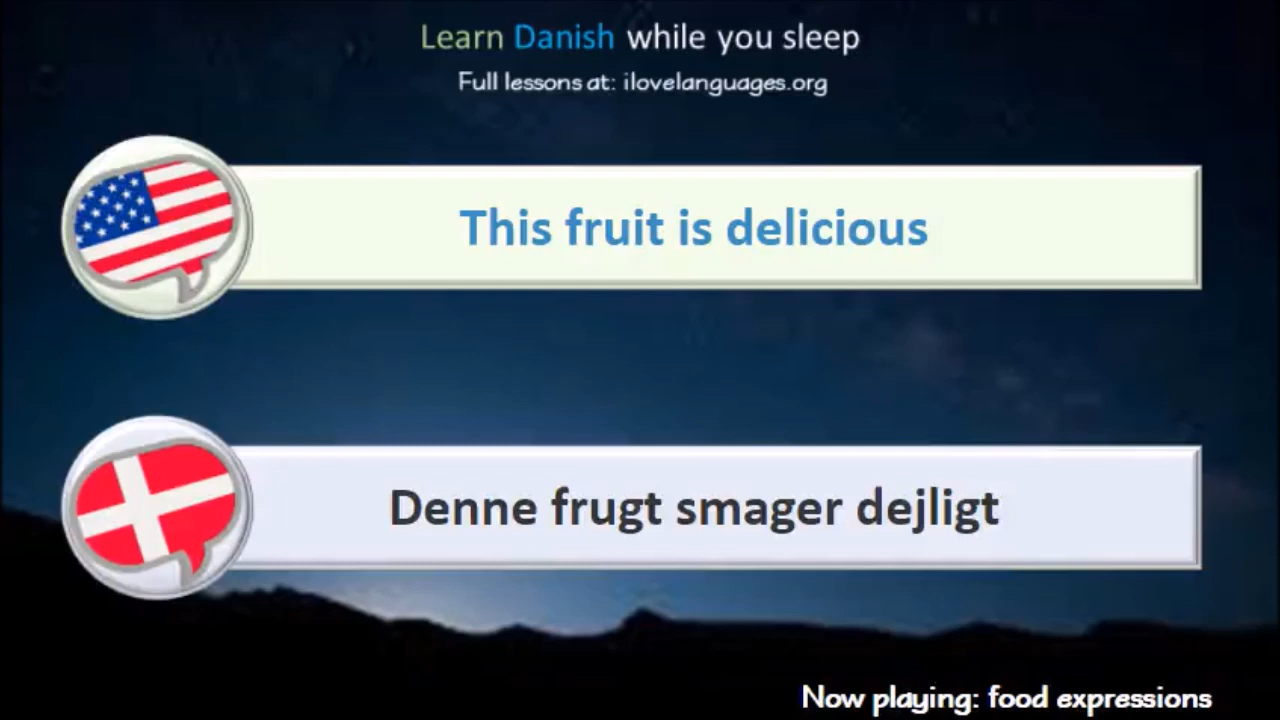 Learn Danish while you sleep
Full lessons at: ilovelanguages.org
This fruit is delicious
Denne frugt smager dejligt
Now playing: food expressions